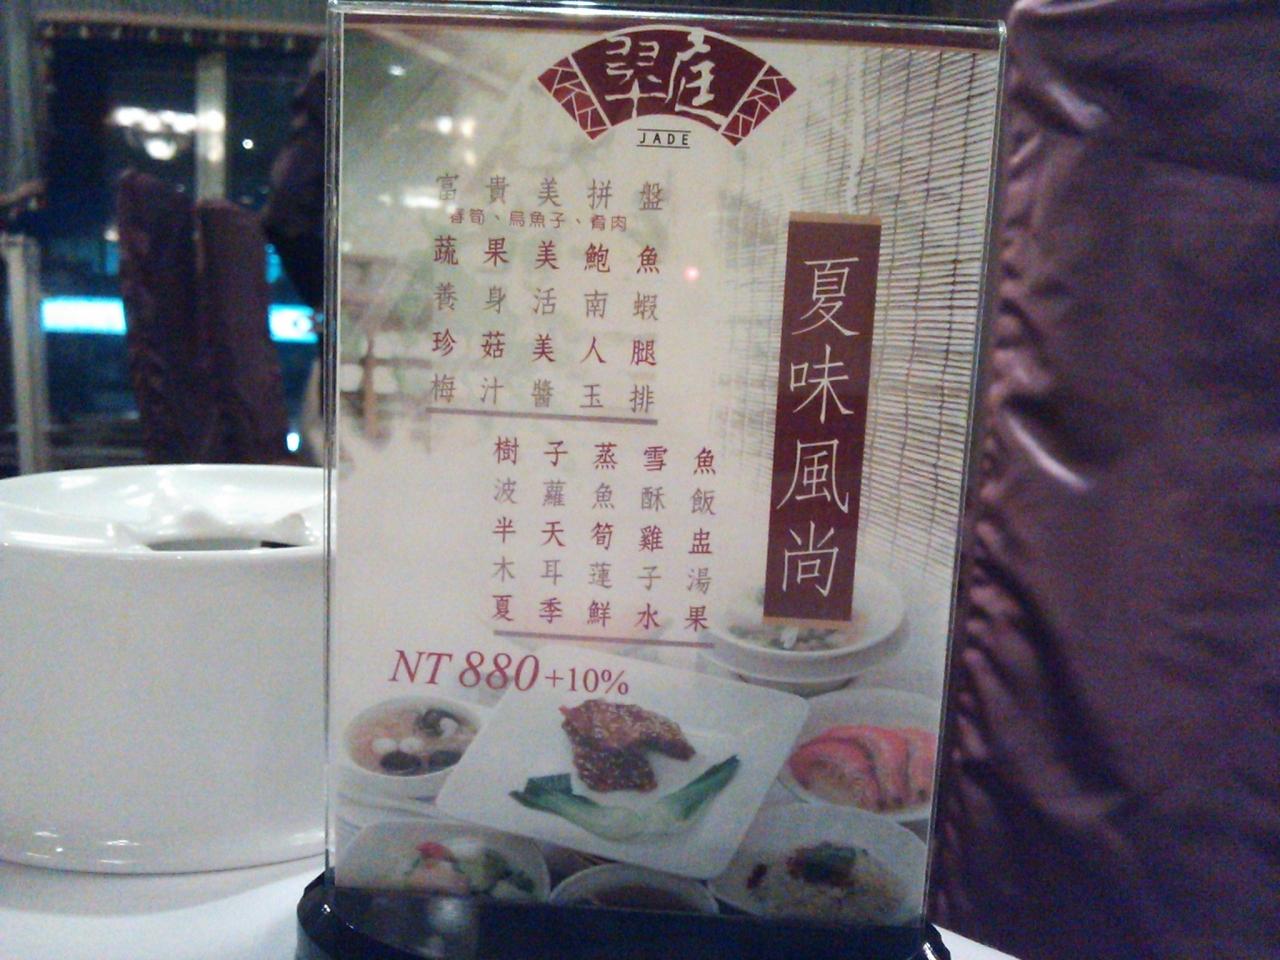 翠庭
JADE
夏味風尚
富貴美拼盤
春筍、烏魚子、肴肉
蔬果美鮑魚
養身活南蝦
珍菇美人腿
梅汁醬玉排
樹子蒸雪魚
波蘿魚酥飯
半天筍雞盅
木耳蓮子湯
夏季鮮水果
NT 880+10%